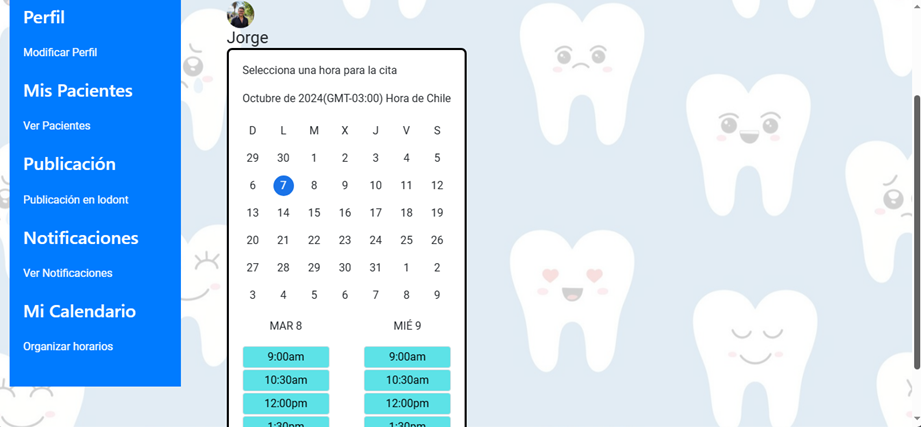 Perfil
Modificar Perfil
Mis Pacientes
Ver Pacientes
Publicación
Publicación en Iodont
Notificaciones
Ver Notificaciones
Mi Calendario
Organizar horarios
Jorge
Selecciona una hora para la cita
Octubre de 2024(GMT-03:00) Hora de Chile
D L M X J V S
29 30 1 2 3 4 5
6 7 8 9 10 11 12
13 14 15 16 17 18 19
20 21 22 23 24 25 26
27 28 29 30 31 1 2
3 4 5 6 7 8 9
MAR 8 MIÉ 9
9:00am 9:00am
10:30am 10:30am
12:00pm 12:00pm
1:30pm 1:30pm